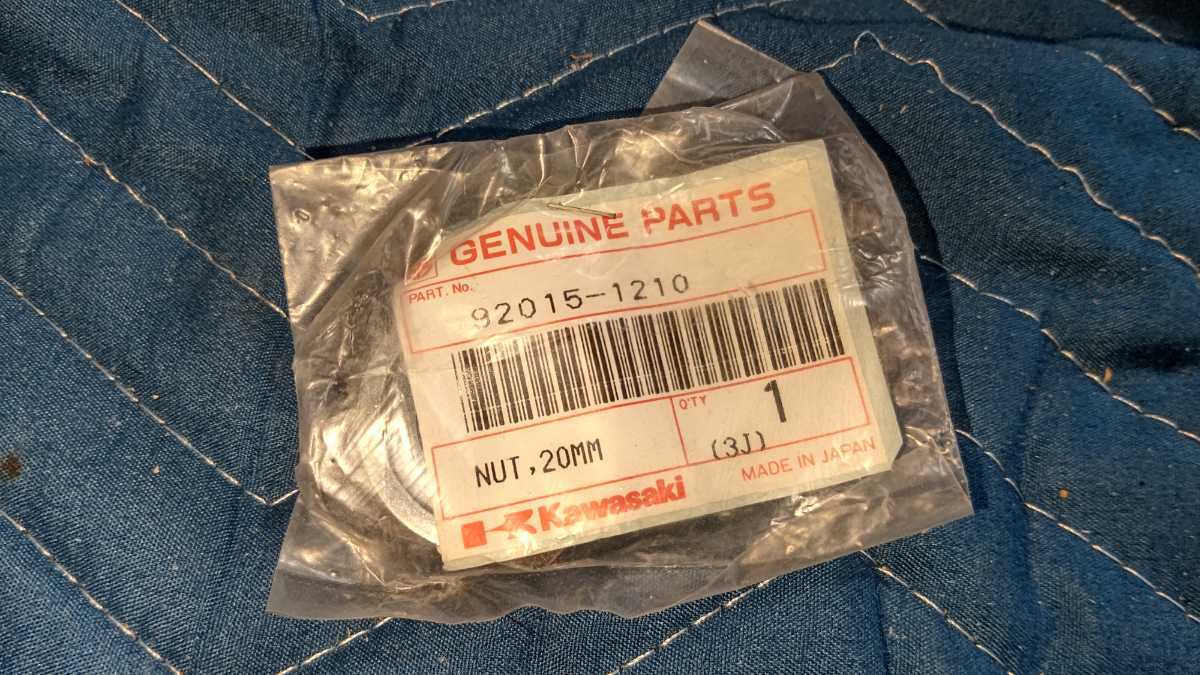 GENUINE PARTS
PART. No.
92015-1210
Q'TY
1
NUT,20MM
(3J)
Kawasaki
MADE IN JAPAN